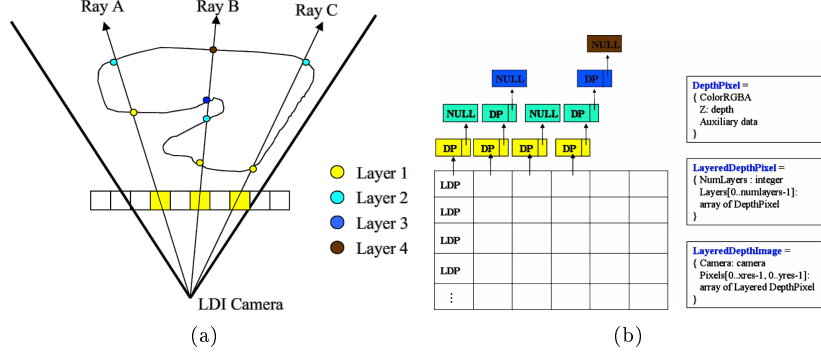 Ray A
Ray B
Ray C
Layer 1
Layer 2
Layer 3
Layer 4
LDI Camera
(a)
NULL
NULL
DP
NULL
DP
NULL
DP
DP
DP
DP
DP
LDP
LDP
LDP
LDP
⋮
DepthPixel =
{ ColorRGBA
Z: depth
Auxiliary data
}
LayeredDepthPixel =
{ NumLayers : integer
Layers[0..numlayers-1]:
array of DepthPixel
}
LayeredDepthImage =
{ Camera: camera
Pixels[0..xres-1, 0..yres-1]:
array of Layered DepthPixel
}
(b)